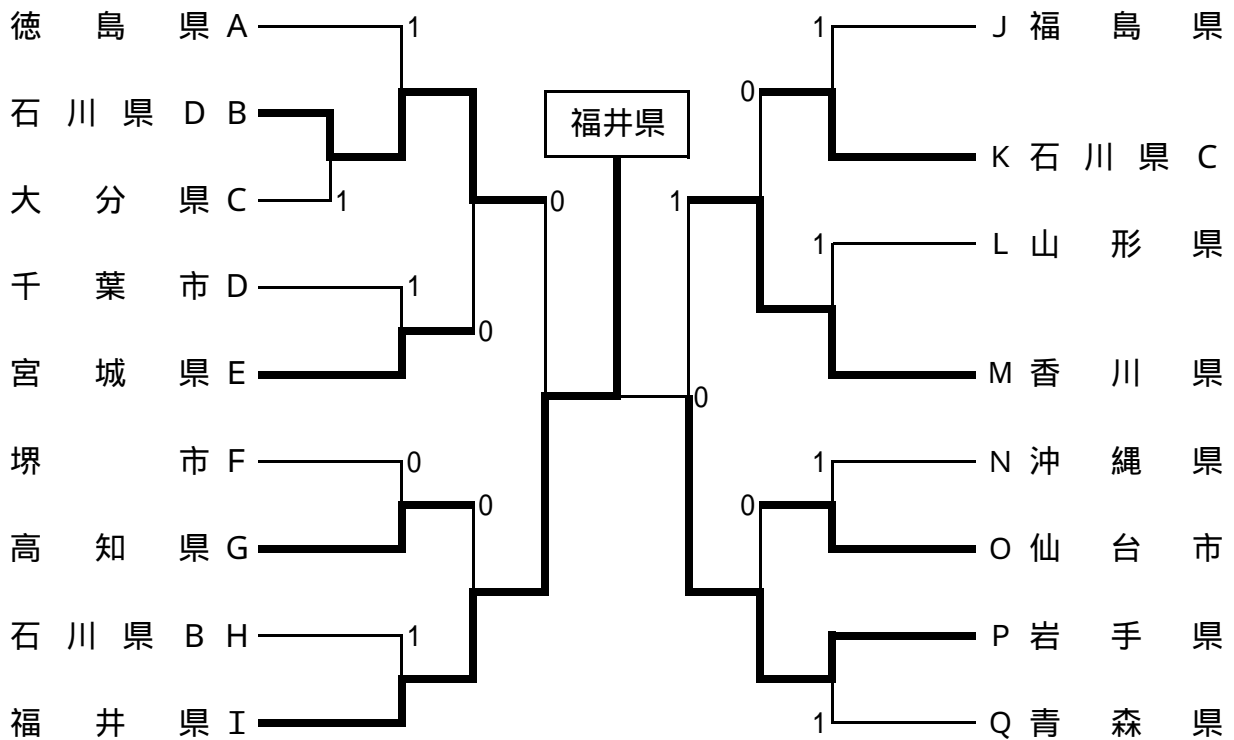 徳島県 A 1
石川県D B
大分県 C 1
千葉市 D 1
0
宮城県 E
堺市 F 0
0
高知県 G
石川県B H 1
福井県 I
0
福井県
0
1 J 福島県
0
K 石川県C
1
1 L 山形県
M 香川県
1 N 沖縄県
0
O 仙台市
P 岩手県
1 Q 青森県